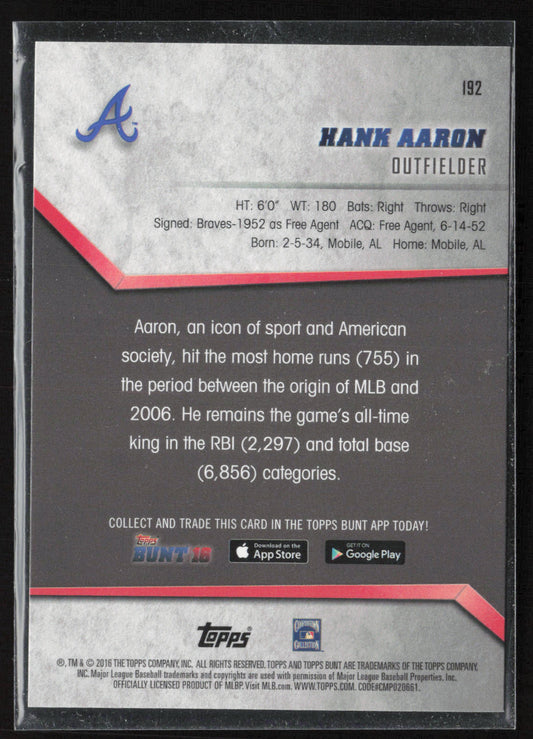 A
192
HANK AARON
OUTFIELDER
HT: 6'0" WT: 180 Bats: Right Throws: Right
Signed: Braves-1952 as Free Agent ACQ: Free Agent, 6-14-52
Born: 2-5-34, Mobile, AL Home: Mobile, AL
Aaron, an icon of sport and American
society, hit the most home runs (755) in
the period between the origin of MLB and
2006. He remains the game's all-time
king in the RBI (2,297) and total base
(6,856) categories.
COLLECT AND TRADE THIS CARD IN THE TOPPS BUNT APP TODAY!
Topps
BUNT 16
Download on the
App Store
GET IT ON
Google Play
Topps
COOPERSTOWN
COLLECTION
®, TM & © 2016 THE TOPPS COMPANY, INC. ALL RIGHTS RESERVED. TOPPS AND TOPPS BUNT ARE TRADEMARKS OF THE TOPPS COMPANY,
INC. Major League Baseball trademarks and copyrights are used with permission of Major League Baseball Properties, Inc.
OFFICIALLY LICENSED PRODUCT OF MLBP. Visit MLB.com. WWW.TOPPS.COM. CODE#CMP020661.